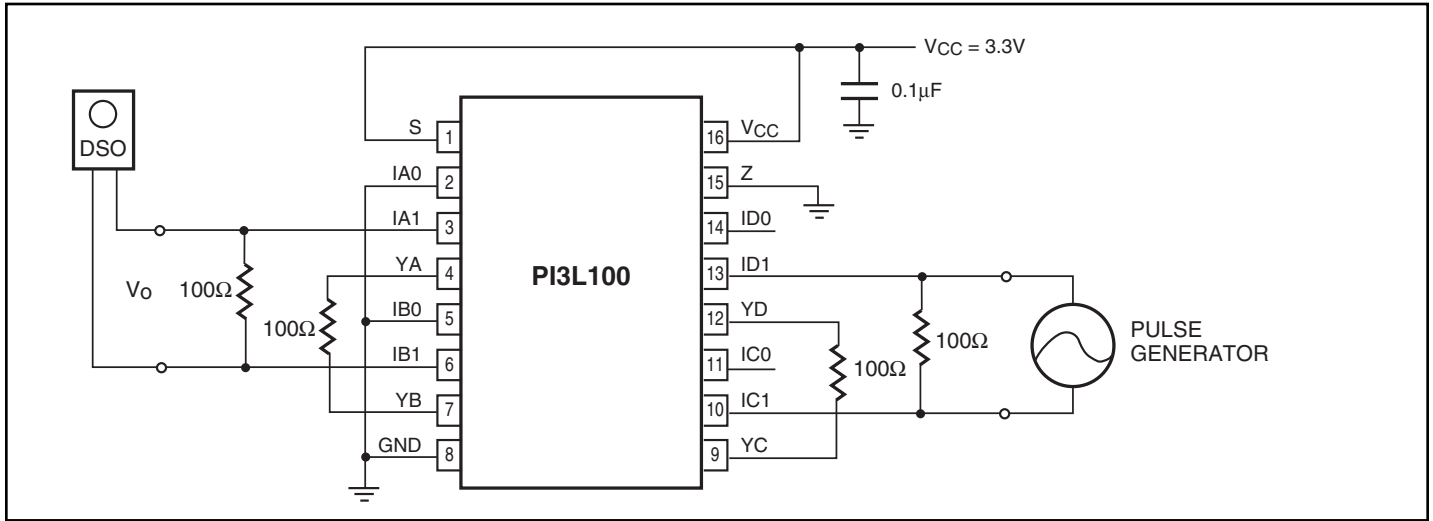 VCC = 3.3V
0.1µF
DSO
S 1
IA0 2
IA1 3
YA 4
IB0 5
IB1 6
YB 7
GND 8
PI3L100
16 VCC
15 Z
14 ID0
13 ID1
12 YD
11 IC0
10 IC1
9 YC
VO
100Ω
100Ω
100Ω
100Ω
PULSE
GENERATOR